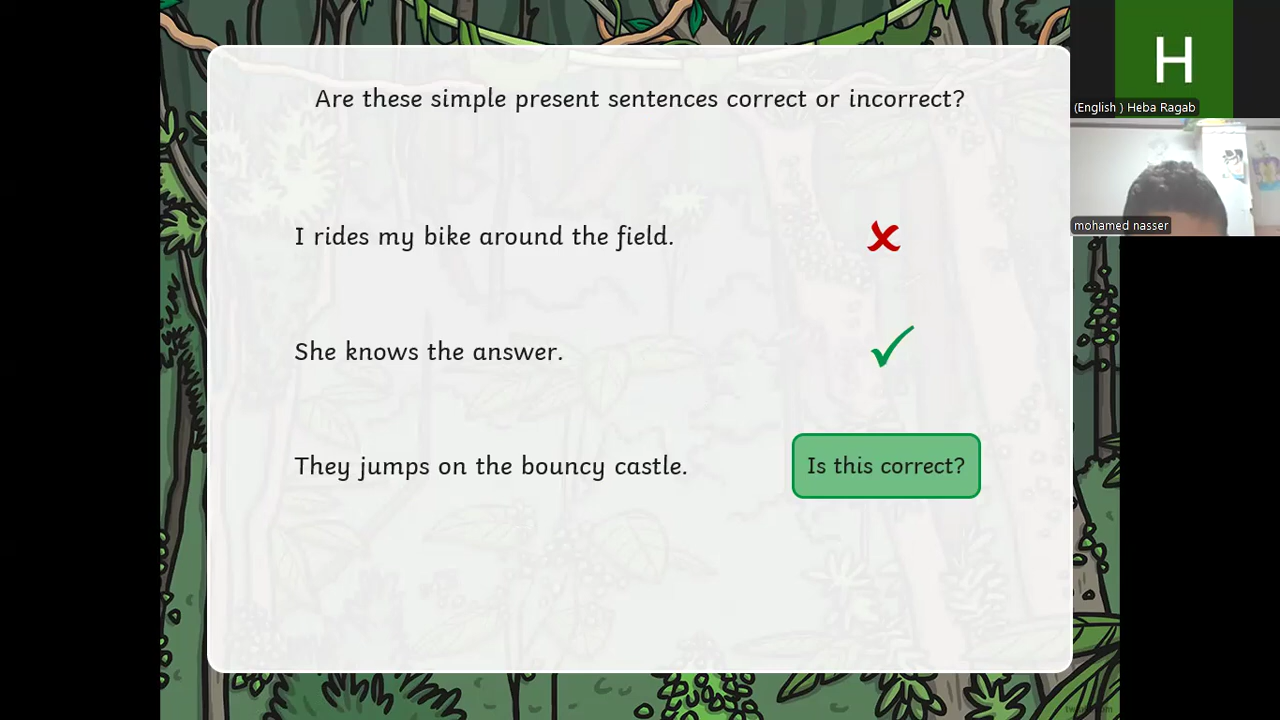 Are these simple present sentences correct or incorrect?
H
(English ) Heba Ragab
mohamed nasser
I rides my bike around the field.
She knows the answer.
They jumps on the bouncy castle.
Is this correct?